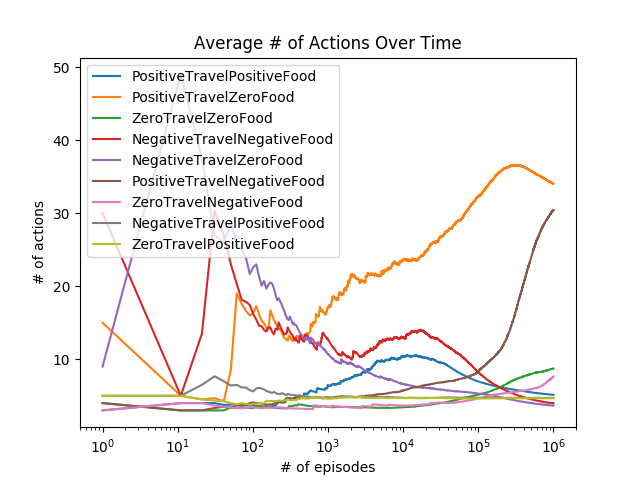 Average # of Actions Over Time
50
40
30
20
10
# of actions
PositiveTravelPositiveFood
PositiveTravelZeroFood
ZeroTravelZeroFood
NegativeTravelNegativeFood
NegativeTravelZeroFood
PositiveTravelNegativeFood
ZeroTravelNegativeFood
NegativeTravelPositiveFood
ZeroTravelPositiveFood
10⁰ 10¹ 10² 10³ 10⁴ 10⁵ 10⁶
# of episodes